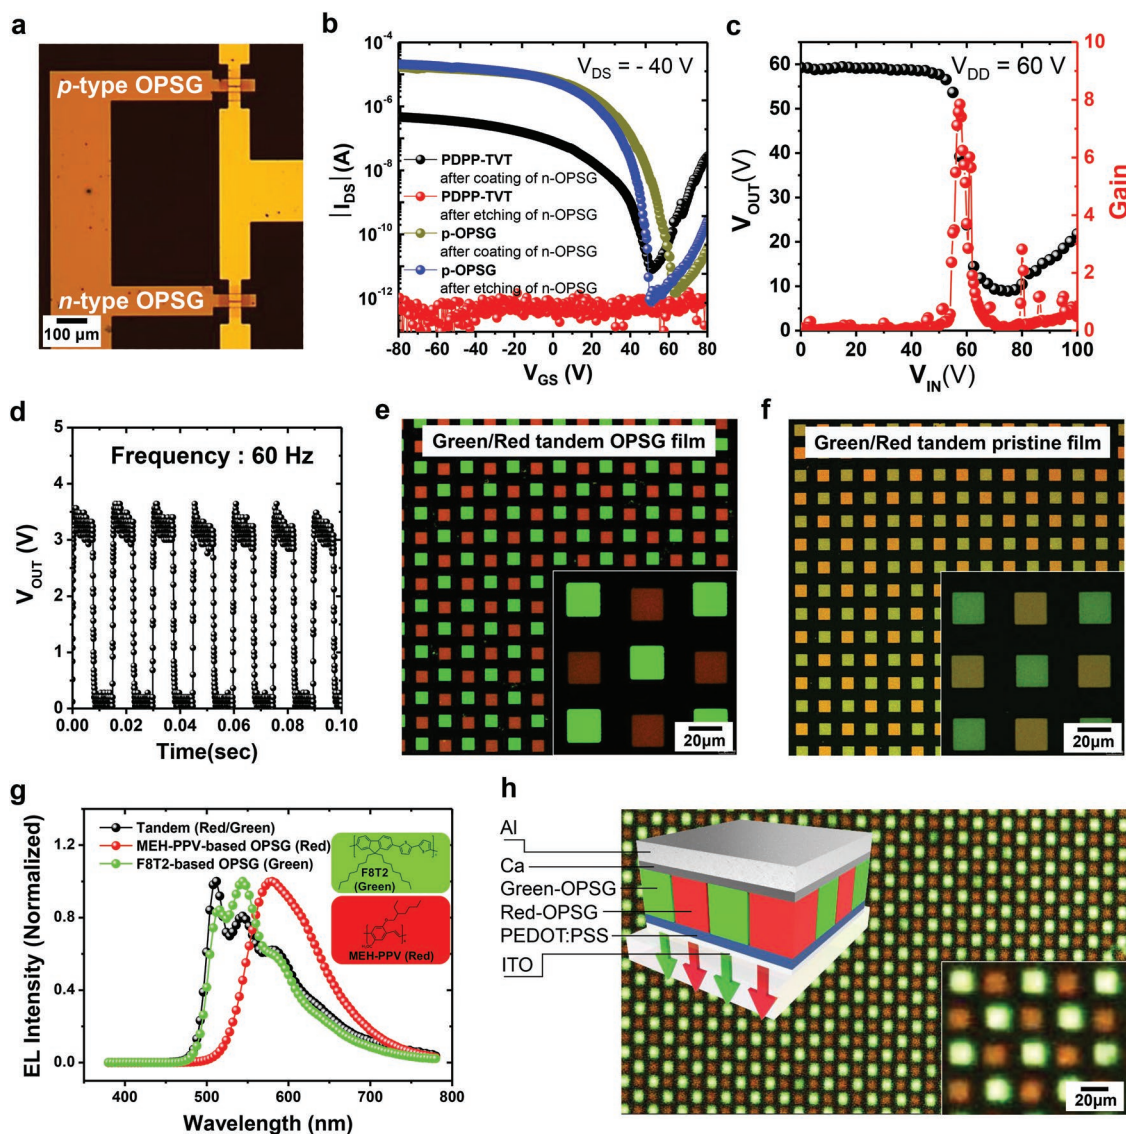 a
p-type OPSG
n-type OPSG
100 μm
b
V_DS = - 40 V
10^-4
10^-6
10^-8
10^-10
10^-12
|I_DS| (A)
PDPP-TVT
after coating of n-OPSG
PDPP-TVT
after etching of n-OPSG
p-OPSG
after coating of n-OPSG
p-OPSG
after etching of n-OPSG
-80 -60 -40 -20 0 20 40 60 80
V_GS (V)
c
V_DD = 60 V
60
50
40
30
20
10
0
V_OUT(V)
10
8
6
4
2
0
Gain
0 20 40 60 80 100
V_IN(V)
d
Frequency : 60 Hz
5
4
3
2
1
0
V_OUT (V)
0.00 0.02 0.04 0.06 0.08 0.10
Time(sec)
e
Green/Red tandem OPSG film
20μm
f
Green/Red tandem pristine film
20μm
g
1.2
0.8
0.4
0.0
EL Intensity (Normalized)
Tandem (Red/Green)
MEH-PPV-based OPSG (Red)
F8T2-based OPSG (Green)
F8T2
(Green)
MEH-PPV (Red)
400 500 600 700 800
Wavelength (nm)
h
Al
Ca
Green-OPSG
Red-OPSG
PEDOT:PSS
ITO
20μm